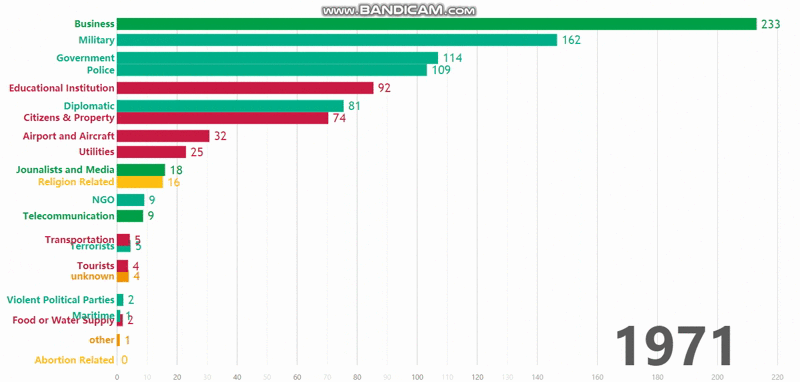 www.BANDICAM.com
Business 233
Military 162
Government 114
Police 109
Educational Institution 92
Diplomatic 81
Citizens & Property 74
Airport and Aircraft 32
Utilities 25
Jounalists and Media 18
Religion Related 16
NGO 9
Telecommunication 9
Transportation 5
Terrorists 5
Tourists 4
unknown 4
Violent Political Parties 2
Maritime 1
Food or Water Supply 2
other 1
Abortion Related 0
1971
0 10 20 30 40 50 60 70 80 90 100 110 120 130 140 150 160 170 180 190 200 210 220